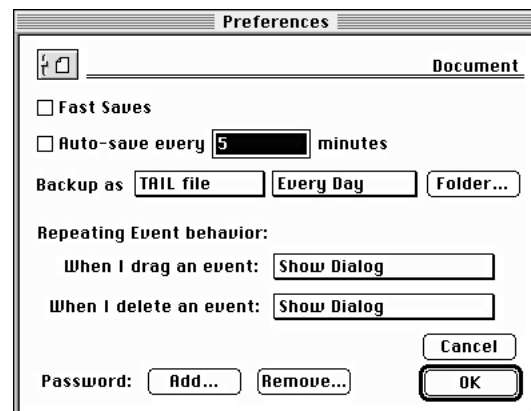 Preferences
Document
Fast Saves
Auto-save every 5 minutes
Backup as TAIL file Every Day Folder...
Repeating Event behavior:
When I drag an event: Show Dialog
When I delete an event: Show Dialog
Cancel
Password: Add... Remove... OK